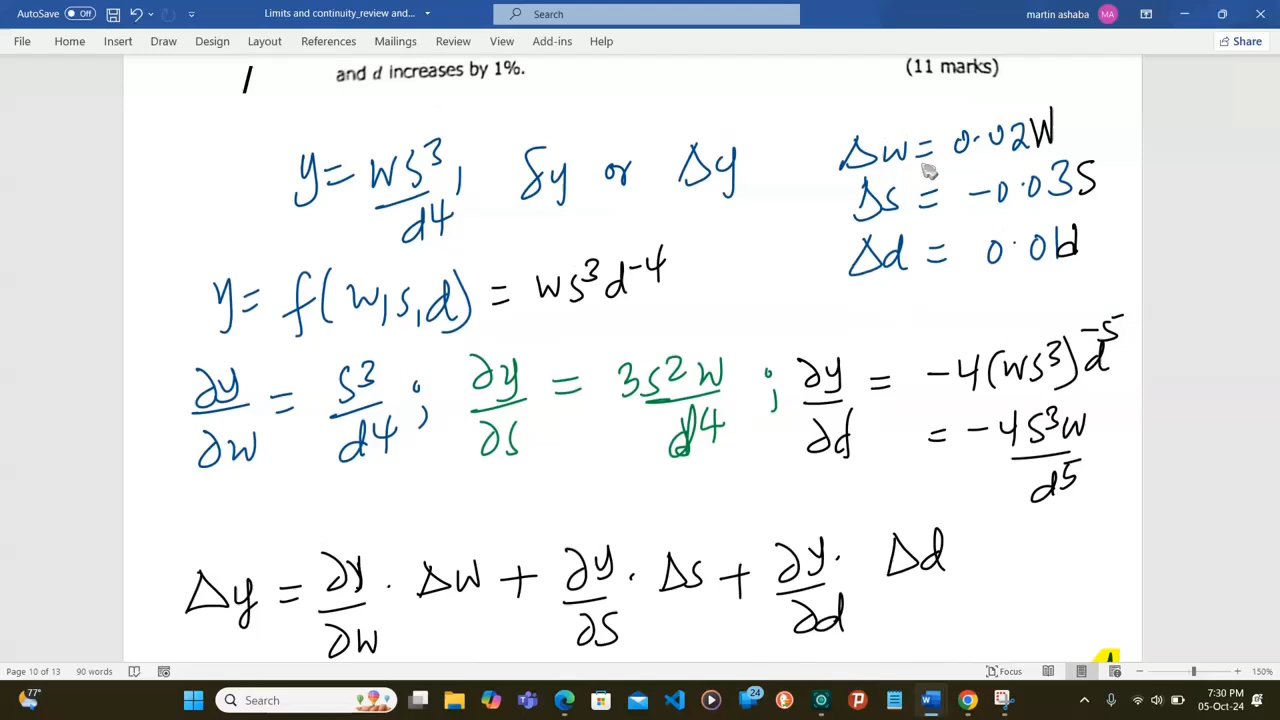 AutoSave Off Limits and continuity_review and... Search martin ashaba MA
File Home Insert Draw Design Layout References Mailings Review View Add-ins Help Share
and d increases by 1%. (11 marks)
1
y = ws³/d4, δy or Δy
Δw = 0.02W
Δs = -0.03S
Δd = 0.01d
y = f(w,s,d) = ws³d⁻⁴
∂y/∂w = s³/d4 ; ∂y/∂s = 3s²w/d4 ; ∂y/∂d = -4(ws³)d⁻⁵
= -4s³w/d5
Δy = ∂y/∂w · Δw + ∂y/∂s · Δs + ∂y/∂d · Δd
Page 10 of 13 90 words Focus 150%
77° Search 24 7:30 PM
05-Oct-24